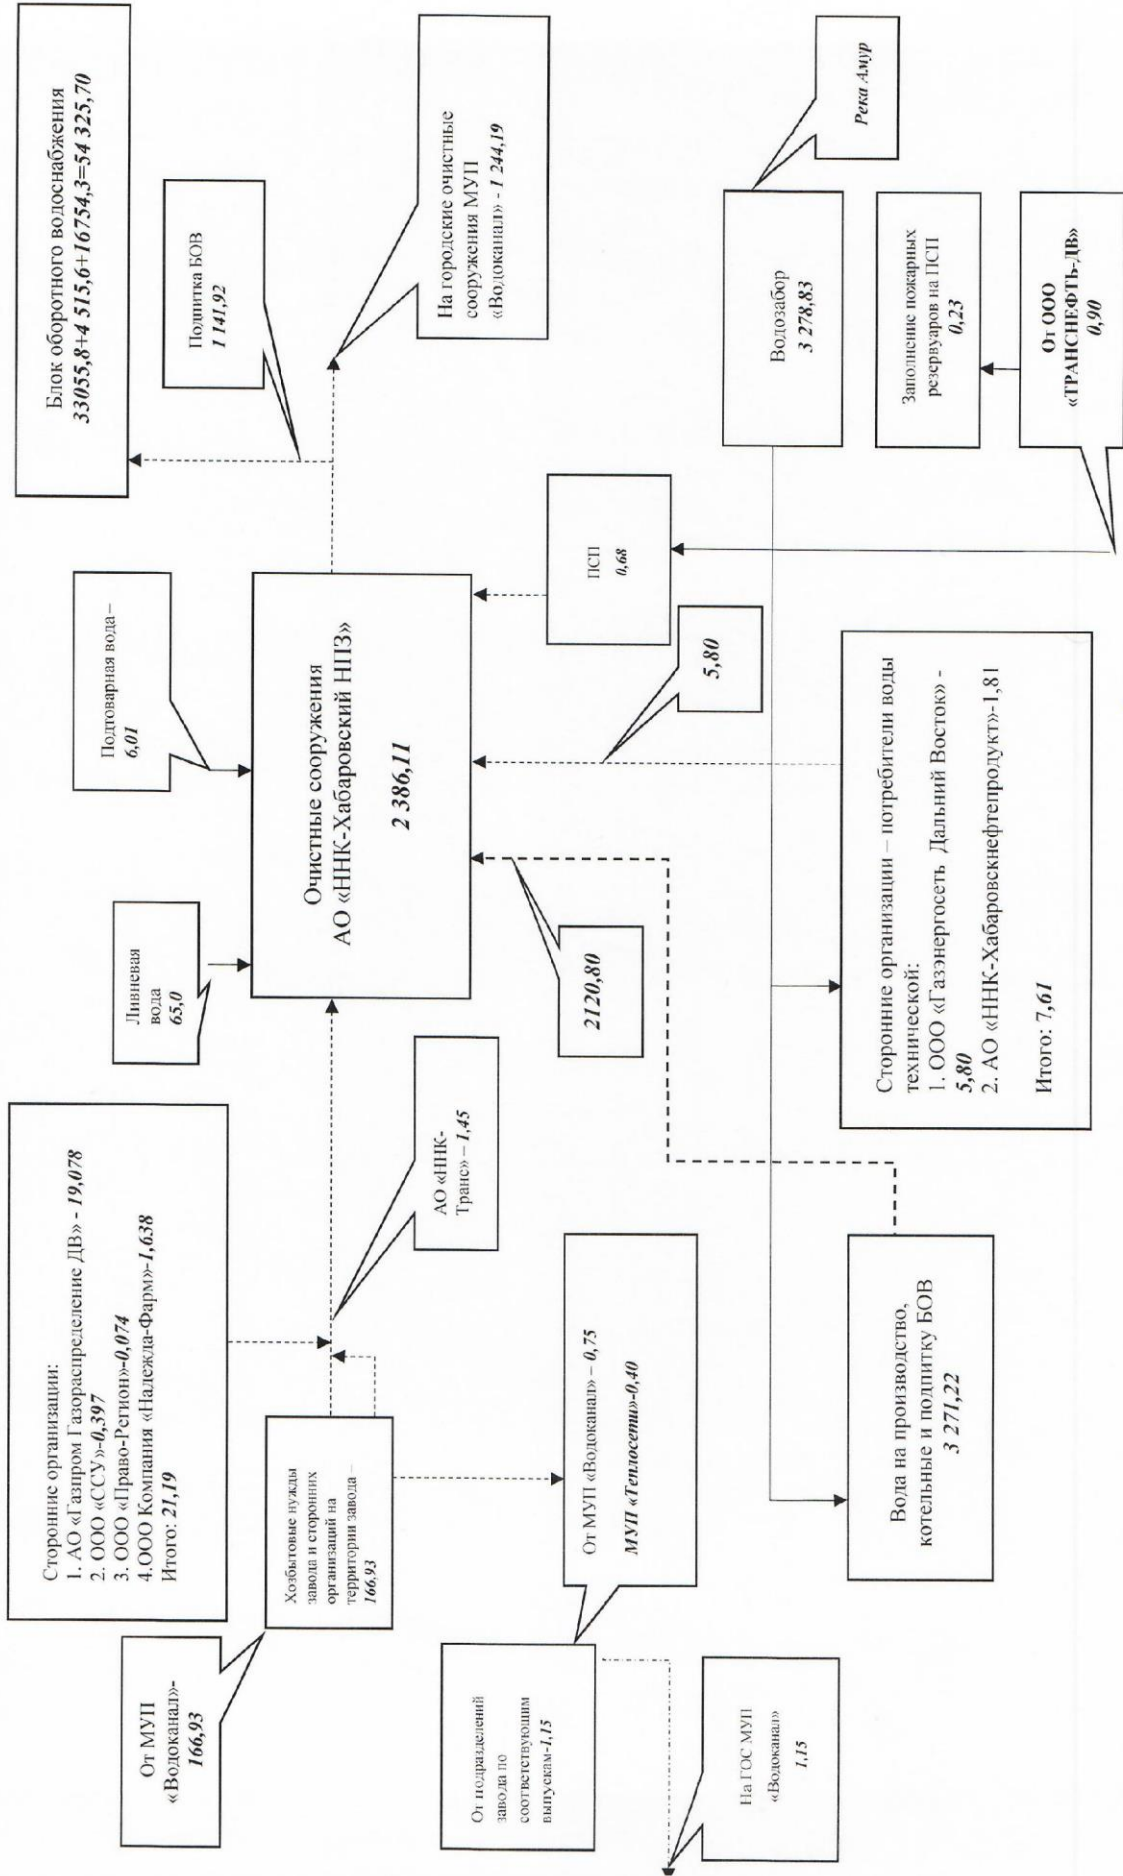 Сторонние организации:
1. АО «Газпром Газораспределение ДВ» - 19,078
2. ООО «ССУ»-0,397
3. ООО «Право-Регион»-0,074
4.ООО Компания «Надежда-Фарм»-1,638
Итого: 21,19
Ливневая
вода
65,0
Подтоварная вода –
6,01
Блок оборотного водоснабжения
33055,8+4 515,6+16754,3=54 325,70
Подпитка БОВ
1 141,92
От МУП
«Водоканал»-
166,93
Хозбытовые нужды
завода и сторонних
организаций на
территории завода –
166,93
АО «ННК-
Транс» – 1,45
Очистные сооружения
АО «ННК-Хабаровский НПЗ»
2 386,11
На городские очистные
сооружения МУП
«Водоканал» - 1 244,19
От подразделений
завода по
соответствующим
выпускам-1,15
От МУП «Водоканал» – 0,75
МУП «Теплосети»-0,40
2120,80
5,80
ПСП
0,68
Водозабор
3 278,83
Река Амур
На ГОС МУП
«Водоканал»
1,15
Вода на производство,
котельные и подпитку БОВ
3 271,22
Сторонние организации – потребители воды
технической:
1. ООО «Газэнергосеть Дальний Восток» -
5,80
2. АО «ННК-Хабаровскнефтепродукт»-1,81
Итого: 7,61
Заполнение пожарных
резервуаров на ПСП
0,23
От ООО
«ТРАНСНЕФТЬ-ДВ»
0,90